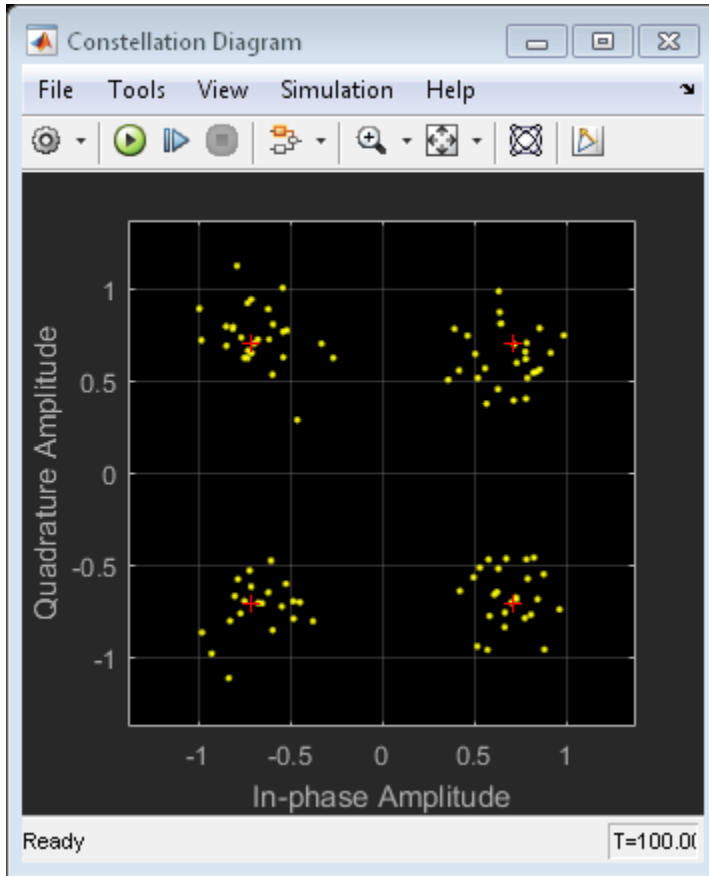 Constellation Diagram
File Tools View Simulation Help
1
0.5
0
-0.5
-1
Quadrature Amplitude
-1 -0.5 0 0.5 1
In-phase Amplitude
Ready T=100.0